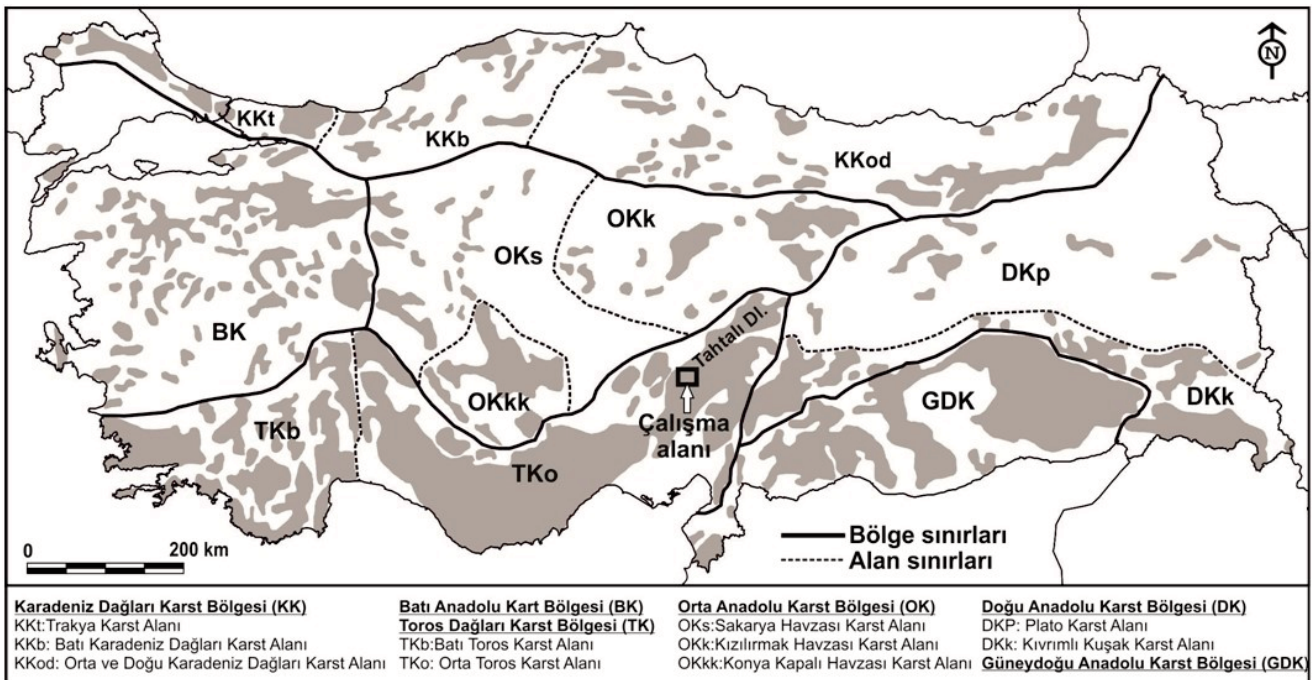 N
KKt
KKb
KKod
OKk
OKs
DKp
BK
Tahtalı Dl.
OKkk
GDK
DKk
Çalışma
alanı
TKb
TKo
Bölge sınırları
Alan sınırları
0 200 km
Karadeniz Dağları Karst Bölgesi (KK)
KKt:Trakya Karst Alanı
KKb: Batı Karadeniz Dağları Karst Alanı
KKod: Orta ve Doğu Karadeniz Dağları Karst Alanı
Batı Anadolu Kart Bölgesi (BK)
Toros Dağları Karst Bölgesi (TK)
TKb:Batı Toros Karst Alanı
TKo: Orta Toros Karst Alanı
Orta Anadolu Karst Bölgesi (OK)
OKs:Sakarya Havzası Karst Alanı
OKk:Kızılırmak Havzası Karst Alanı
OKkk:Konya Kapalı Havzası Karst Alanı
Doğu Anadolu Karst Bölgesi (DK)
DKP: Plato Karst Alanı
DKk: Kıvrımlı Kuşak Karst Alanı
Güneydoğu Anadolu Karst Bölgesi (GDK)